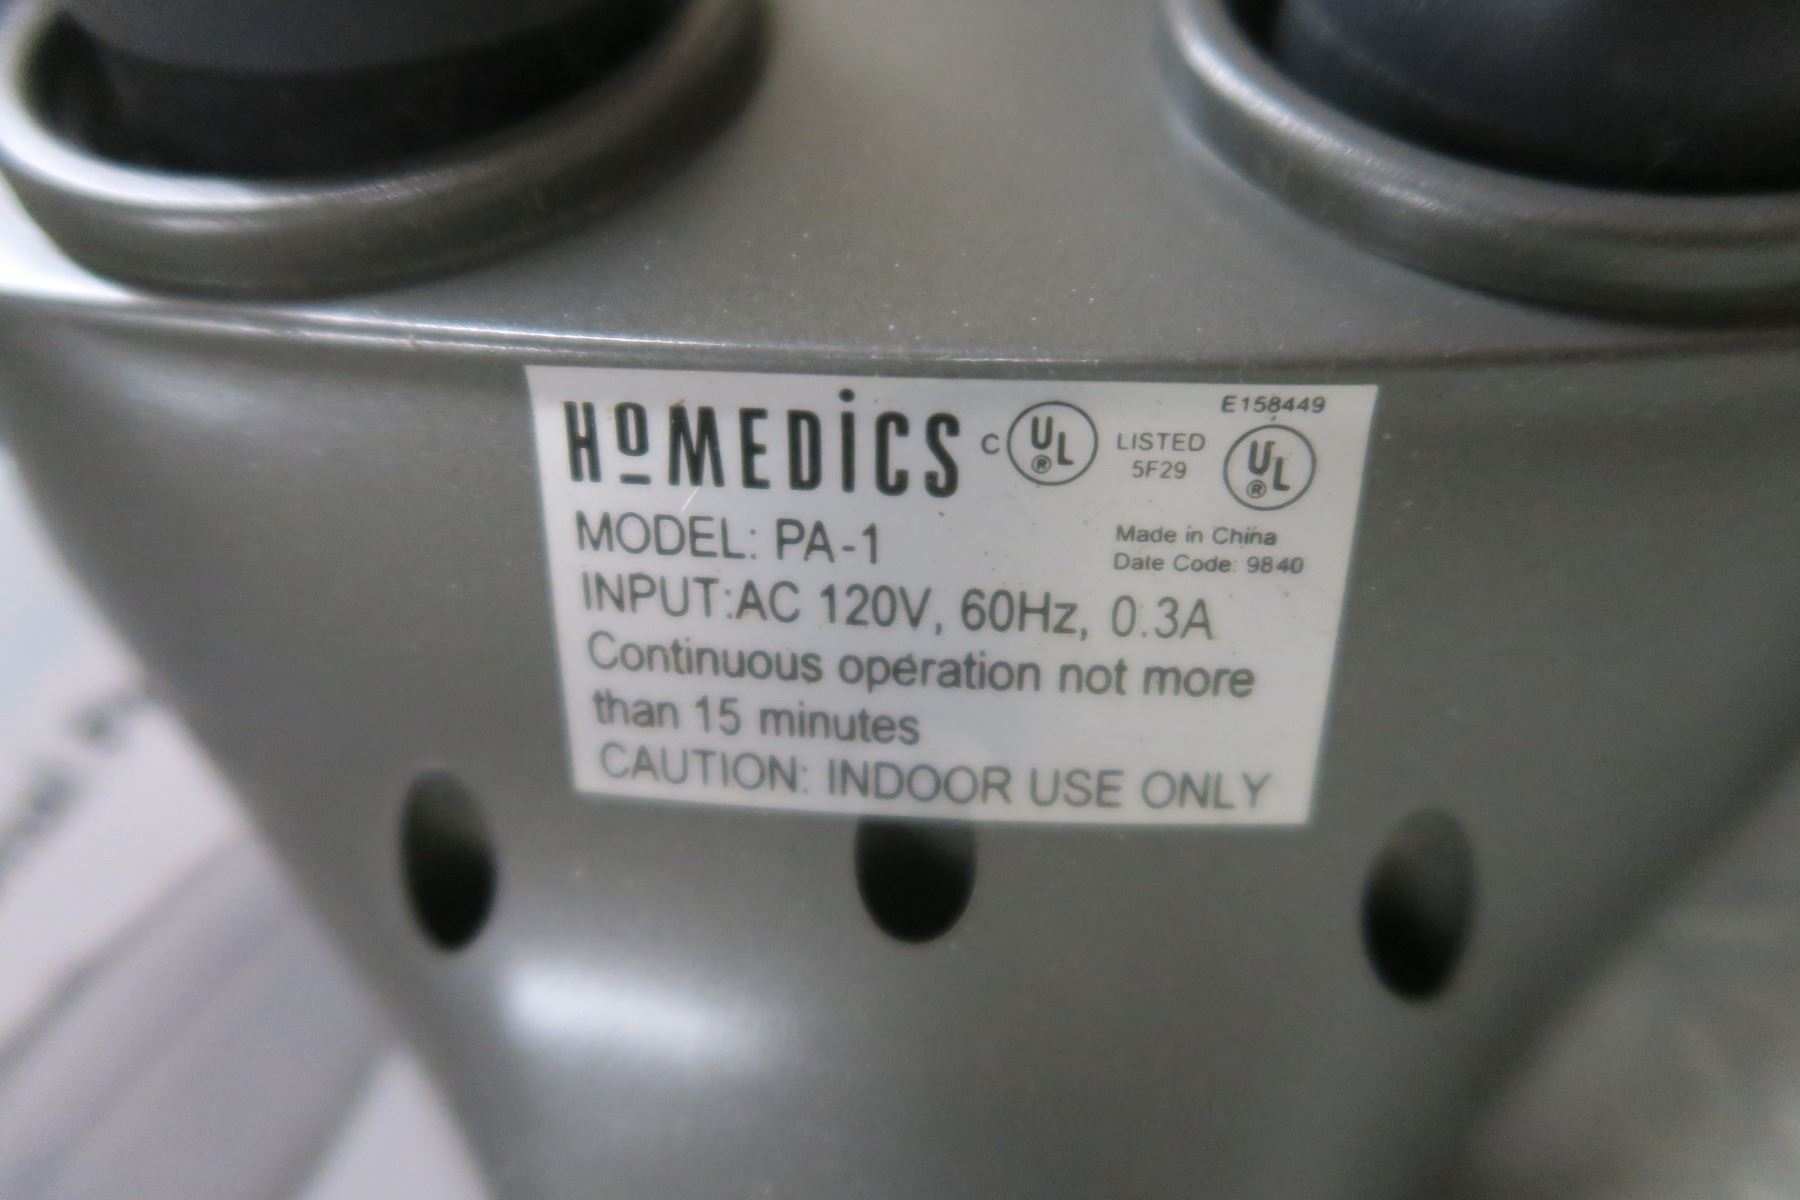 HoMEDiCS C UL ® LISTED 5F29 E158449 UL ®
MODEL: PA-1
Made in China
Date Code: 9840
INPUT:AC 120V, 60Hz, 0.3A
Continuous operation not more
than 15 minutes
CAUTION: INDOOR USE ONLY